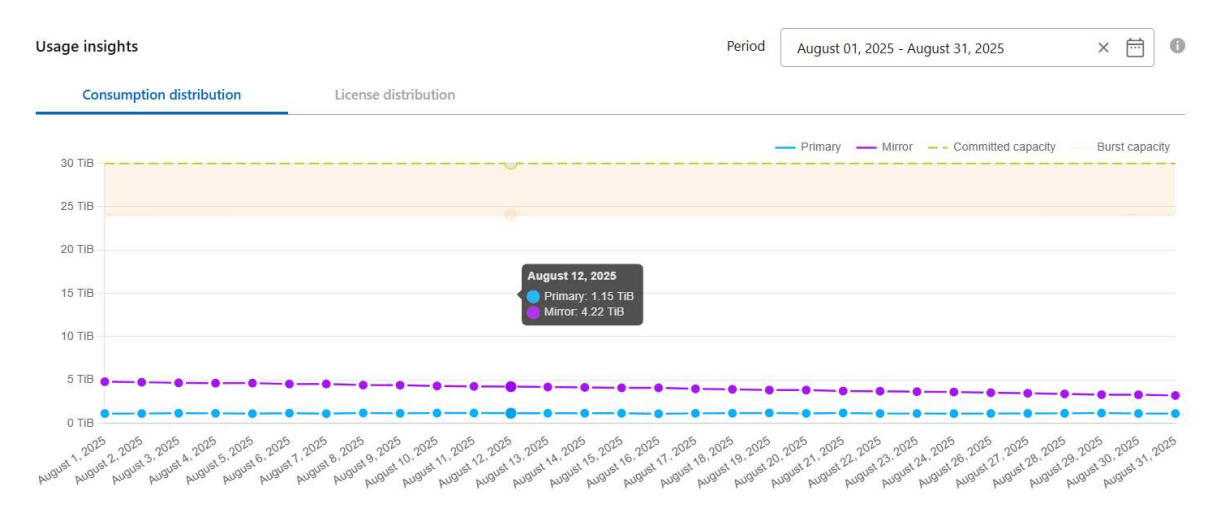 Usage insights
Period
August 01, 2025 - August 31, 2025
Consumption distribution
License distribution
Primary
Mirror
Committed capacity
Burst capacity
30 TiB
25 TiB
20 TiB
15 TiB
10 TiB
5 TiB
0 TiB
August 12, 2025
Primary: 1.15 TiB
Mirror: 4.22 TiB
August 1, 2025
August 2, 2025
August 3, 2025
August 4, 2025
August 5, 2025
August 6, 2025
August 7, 2025
August 8, 2025
August 9, 2025
August 10, 2025
August 11, 2025
August 12, 2025
August 13, 2025
August 14, 2025
August 15, 2025
August 16, 2025
August 17, 2025
August 18, 2025
August 19, 2025
August 20, 2025
August 21, 2025
August 22, 2025
August 23, 2025
August 24, 2025
August 26, 2025
August 27, 2025
August 28, 2025
August 29, 2025
August 30, 2025
August 31, 2025